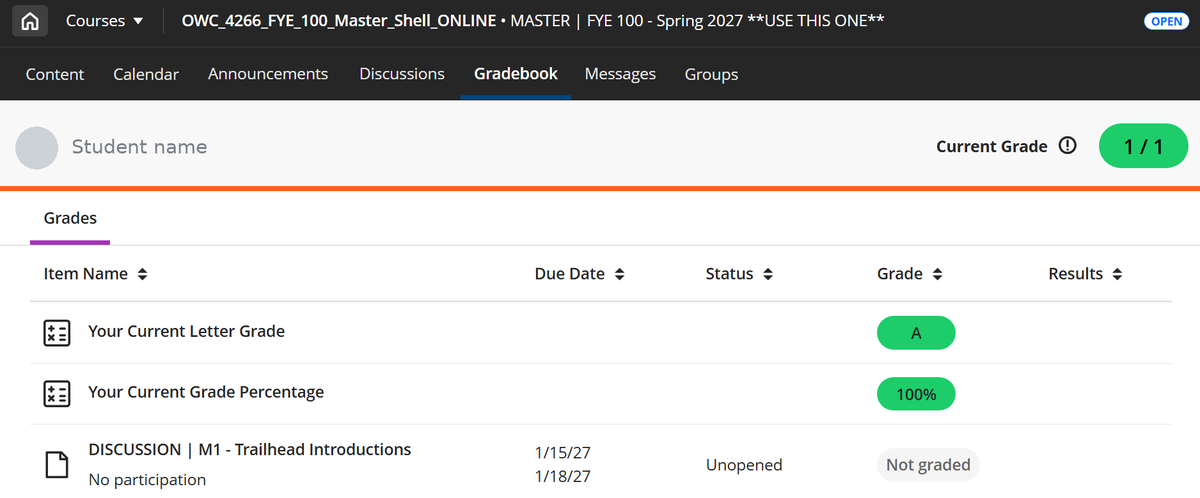 Courses OWC_4266_FYE_100_Master_Shell_ONLINE • MASTER | FYE 100 - Spring 2027 **USE THIS ONE** OPEN
Content Calendar Announcements Discussions Gradebook Messages Groups
Student name Current Grade 1 / 1
Grades
Item Name Due Date Status Grade Results
Your Current Letter Grade A
Your Current Grade Percentage 100%
DISCUSSION | M1 - Trailhead Introductions 1/15/27
Unopened Not graded
No participation 1/18/27